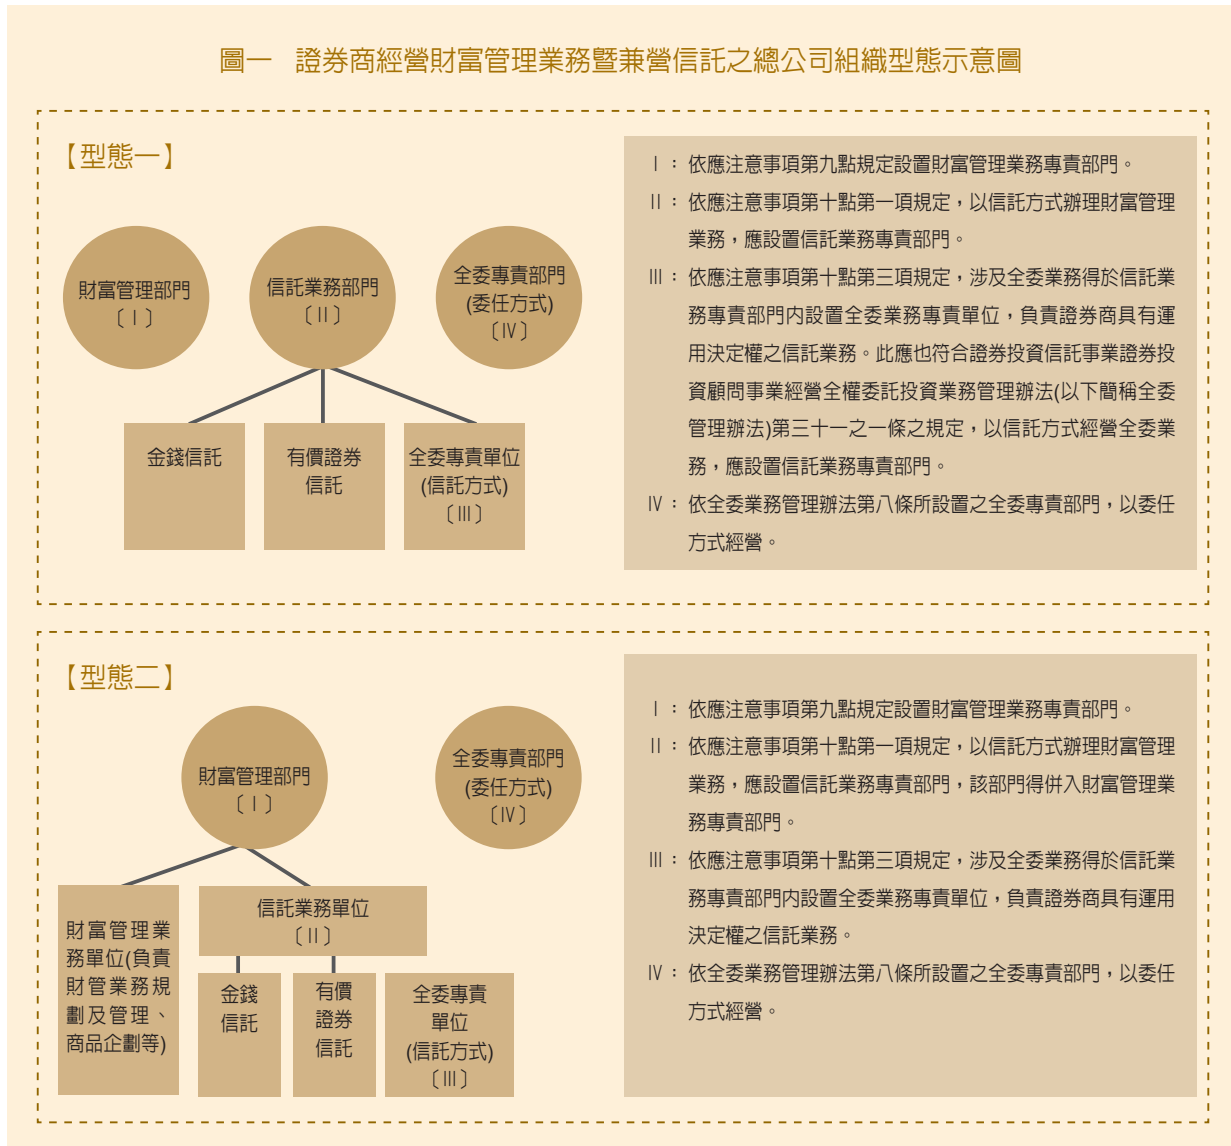 圖一 證券商經營財富管理業務暨兼營信託之總公司組織型態示意圖
【型態一】
財富管理部門
〔Ⅰ〕
信託業務部門
〔Ⅱ〕
全委專責部門
(委任方式)
〔Ⅳ〕
金錢信託
有價證券
信託
全委專責單位
(信託方式)
〔Ⅲ〕
Ⅰ：依應注意事項第九點規定設置財富管理業務專責部門。
Ⅱ：依應注意事項第十點第一項規定，以信託方式辦理財富管理
業務，應設置信託業務專責部門。
Ⅲ：依應注意事項第十點第三項規定，涉及全委業務得於信託業
務專責部門內設置全委業務專責單位，負責證券商具有運
用決定權之信託業務。此應也符合證券投資信託事業證券投
資顧問事業經營全權委託投資業務管理辦法(以下簡稱全委
管理辦法)第三十一之一條之規定，以信託方式經營全委業
務，應設置信託業務專責部門。
Ⅳ：依全委業務管理辦法第八條所設置之全委專責部門，以委任
方式經營。
【型態二】
財富管理部門
〔Ⅰ〕
全委專責部門
(委任方式)
〔Ⅳ〕
財富管理業
務單位(負責
財管業務規
劃及管理、
商品企劃等)
信託業務單位
〔Ⅱ〕
金錢
信託
有價
證券
信託
全委專責
單位
(信託方式)
〔Ⅲ〕
Ⅰ：依應注意事項第九點規定設置財富管理業務專責部門。
Ⅱ：依應注意事項第十點第一項規定，以信託方式辦理財富管理
業務，應設置信託業務專責部門，該部門得併入財富管理業
務專責部門。
Ⅲ：依應注意事項第十點第三項規定，涉及全委業務得於信託業
務專責部門內設置全委業務專責單位，負責證券商具有運用
決定權之信託業務。
Ⅳ：依全委業務管理辦法第八條所設置之全委專責部門，以委任
方式經營。